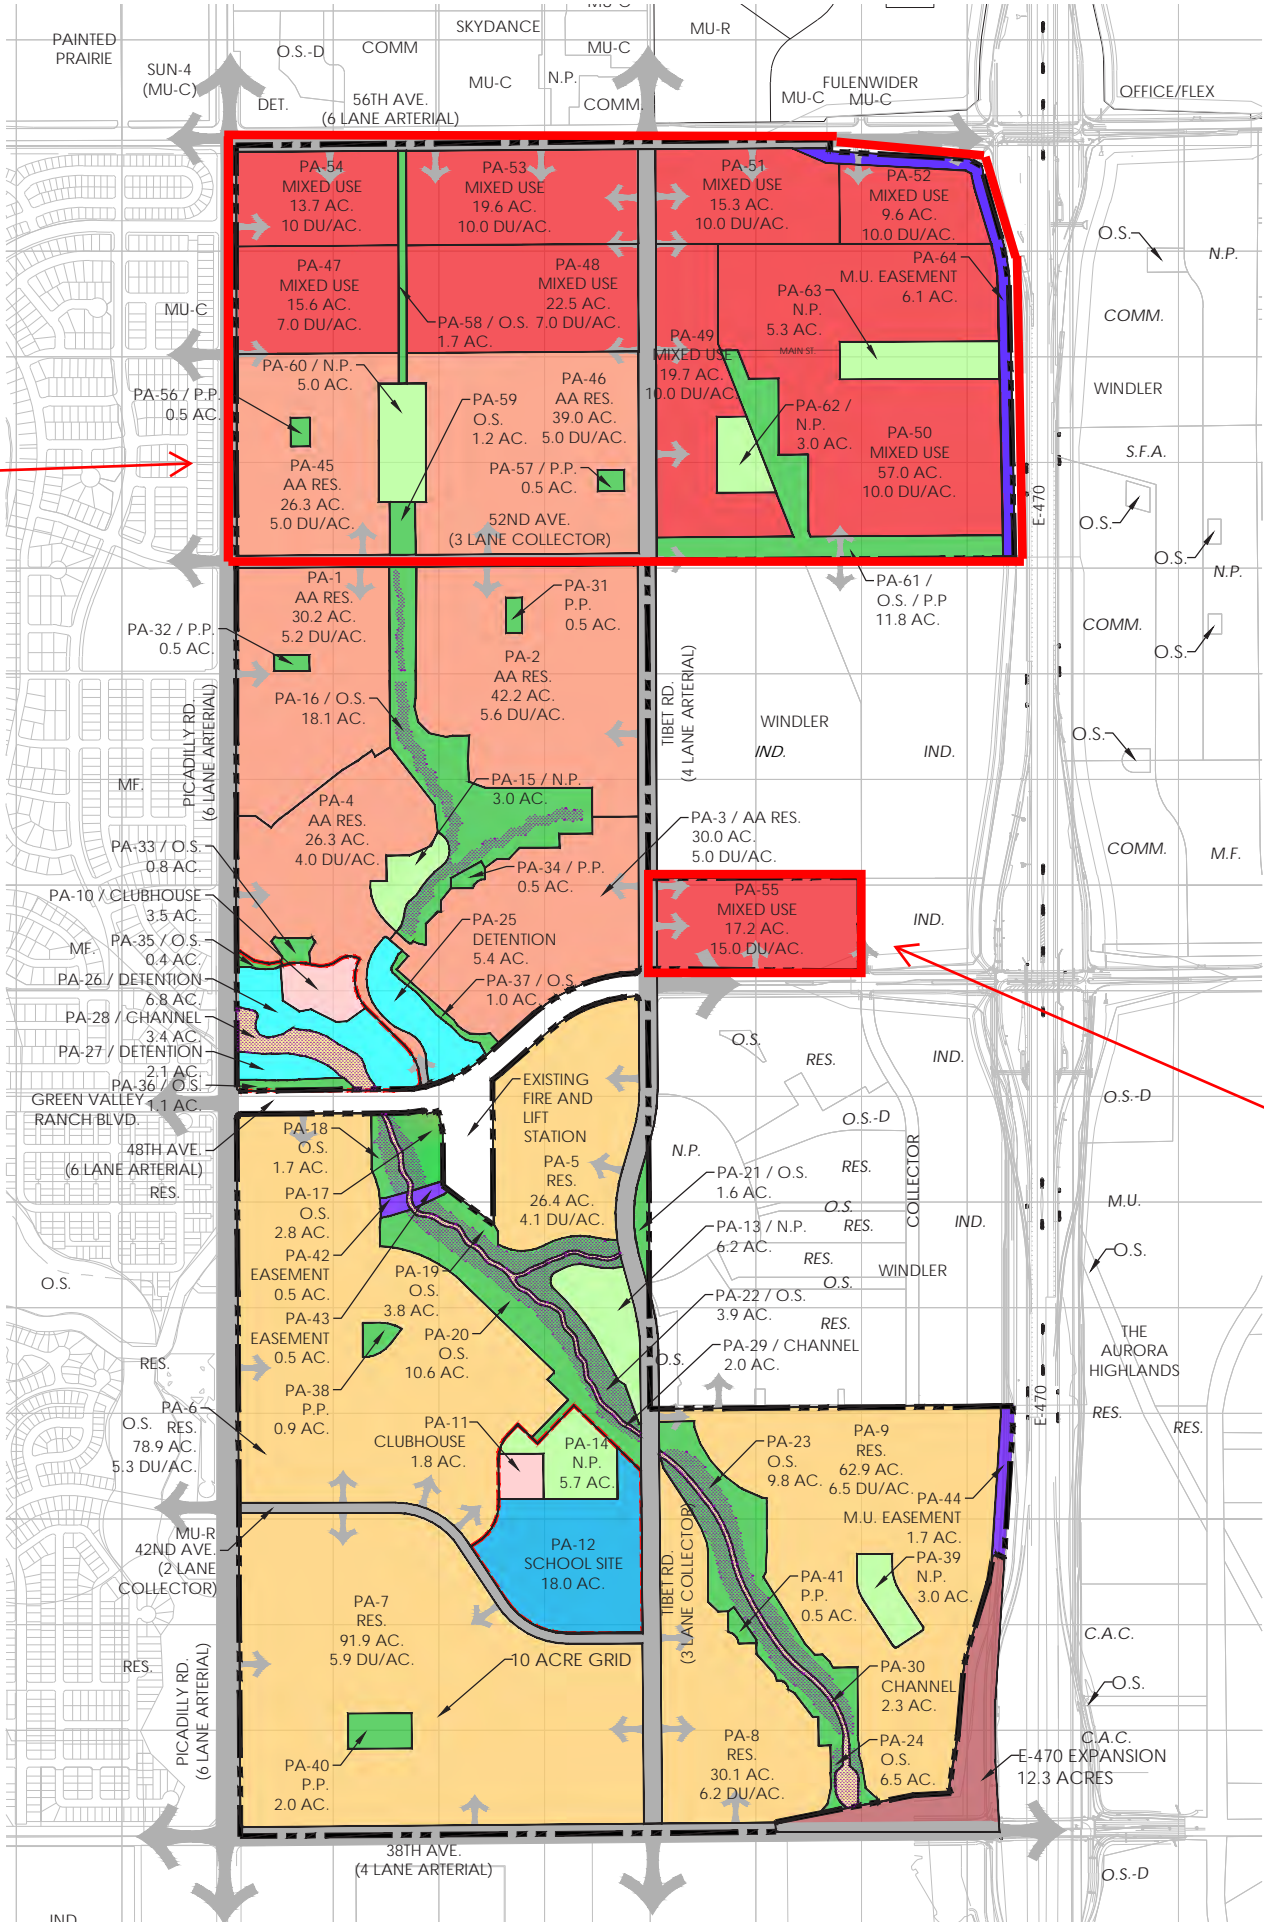 MU-C
PAINTED
PRAIRIE
SKYDANCE
O.S.-D
COMM
MU-R
MU-C
SUN-4
(MU-C)
MU-C
N.P.
DET.
COMM.
56TH AVE.
(6 LANE ARTERIAL)
FULENWIDER
MU-C
MU-C
OFFICE/FLEX
PA-54
MIXED USE
13.7 AC.
10 DU/AC.
PA-53
MIXED USE
19.6 AC.
10.0 DU/AC.
PA-51
MIXED USE
15.3 AC.
10.0 DU/AC.
PA-52
MIXED USE
9.6 AC.
10.0 DU/AC.
PA-47
MIXED USE
15.6 AC.
7.0 DU/AC.
PA-48
MIXED USE
22.5 AC.
7.0 DU/AC.
PA-58 / O.S.
1.7 AC.
PA-64
M.U. EASEMENT
6.1 AC.
PA-63
N.P.
5.3 AC.
MAIN ST.
PA-49
MIXED USE
19.7 AC.
10.0 DU/AC.
O.S.
N.P.
COMM.
WINDLER
S.F.A.
O.S.
O.S.
N.P.
COMM.
O.S.
O.S.
COMM.
M.F.
MU-C
PA-60 / N.P.
5.0 AC.
PA-56 / P.P.
0.5 AC.
PA-59
O.S.
1.2 AC.
PA-46
AA RES.
39.0 AC.
5.0 DU/AC.
PA-57 / P.P.
0.5 AC.
PA-62 /
N.P.
3.0 AC.
PA-50
MIXED USE
57.0 AC.
10.0 DU/AC.
PA-45
AA RES.
26.3 AC.
5.0 DU/AC.
52ND AVE.
(3 LANE COLLECTOR)
E-470
PA-61 /
O.S. / P.P
11.8 AC.
PA-1
AA RES.
30.2 AC.
5.2 DU/AC.
PA-31
P.P.
0.5 AC.
PA-32 / P.P.
0.5 AC.
PA-2
AA RES.
42.2 AC.
5.6 DU/AC.
PA-16 / O.S.
18.1 AC.
PICADILLY RD.
(6 LANE ARTERIAL)
TIBET RD.
(4 LANE ARTERIAL)
WINDLER
IND.
IND.
MF.
PA-15 / N.P.
3.0 AC.
PA-4
AA RES.
26.3 AC.
4.0 DU/AC.
PA-3 / AA RES.
30.0 AC.
5.0 DU/AC.
PA-33 / O.S.
0.8 AC.
PA-34 / P.P.
0.5 AC.
PA-10 / CLUBHOUSE
3.5 AC.
PA-55
MIXED USE
17.2 AC.
15.0 DU/AC.
IND.
PA-25
DETENTION
5.4 AC.
MF.
PA-35 / O.S.
0.4 AC.
PA-26 / DETENTION
6.8 AC.
PA-37 / O.S.
1.0 AC.
PA-28 / CHANNEL
3.4 AC.
PA-27 / DETENTION
2.1 AC.
PA-36 / O.S.
1.1 AC.
GREEN VALLEY
RANCH BLVD.
48TH AVE.
(6 LANE ARTERIAL)
RES.
EXISTING
FIRE AND
LIFT
STATION
O.S.
RES.
IND.
O.S.-D
O.S.-D
N.P.
RES.
COLLECTOR
PA-18
O.S.
1.7 AC.
PA-5
RES.
26.4 AC.
4.1 DU/AC.
PA-21 / O.S.
1.6 AC.
PA-17
O.S.
2.8 AC.
O.S.
RES.
IND.
M.U.
PA-13 / N.P.
6.2 AC.
RES.
O.S.
WINDLER
O.S.
PA-42
EASEMENT
0.5 AC.
PA-19
O.S.
3.8 AC.
O.S.
PA-22 / O.S.
3.9 AC.
RES.
PA-43
EASEMENT
0.5 AC.
PA-20
O.S.
10.6 AC.
PA-29 / CHANNEL
2.0 AC.
O.S.
THE
AURORA
HIGHLANDS
RES.
PA-38
P.P.
0.9 AC.
E-470
RES.
RES.
PA-6
RES.
78.9 AC.
5.3 DU/AC.
O.S.
PA-11
CLUBHOUSE
1.8 AC.
PA-14
N.P.
5.7 AC.
PA-23
O.S.
9.8 AC.
PA-9
RES.
62.9 AC.
6.5 DU/AC.
PA-44
M.U. EASEMENT
1.7 AC.
MU-R
42ND AVE.
(2 LANE
COLLECTOR)
PA-12
SCHOOL SITE
18.0 AC.
TIBET RD.
(3 LANE COLLECTOR)
PA-39
N.P.
3.0 AC.
PA-41
P.P.
0.5 AC.
PA-7
RES.
91.9 AC.
5.9 DU/AC.
10 ACRE GRID
C.A.C.
RES.
PICADILLY RD.
(6 LANE ARTERIAL)
PA-30
CHANNEL
2.3 AC.
O.S.
PA-8
RES.
30.1 AC.
6.2 DU/AC.
PA-24
O.S.
6.5 AC.
C.A.C.
E-470 EXPANSION
12.3 ACRES
PA-40
P.P.
2.0 AC.
38TH AVE.
(4 LANE ARTERIAL)
O.S.-D
IND